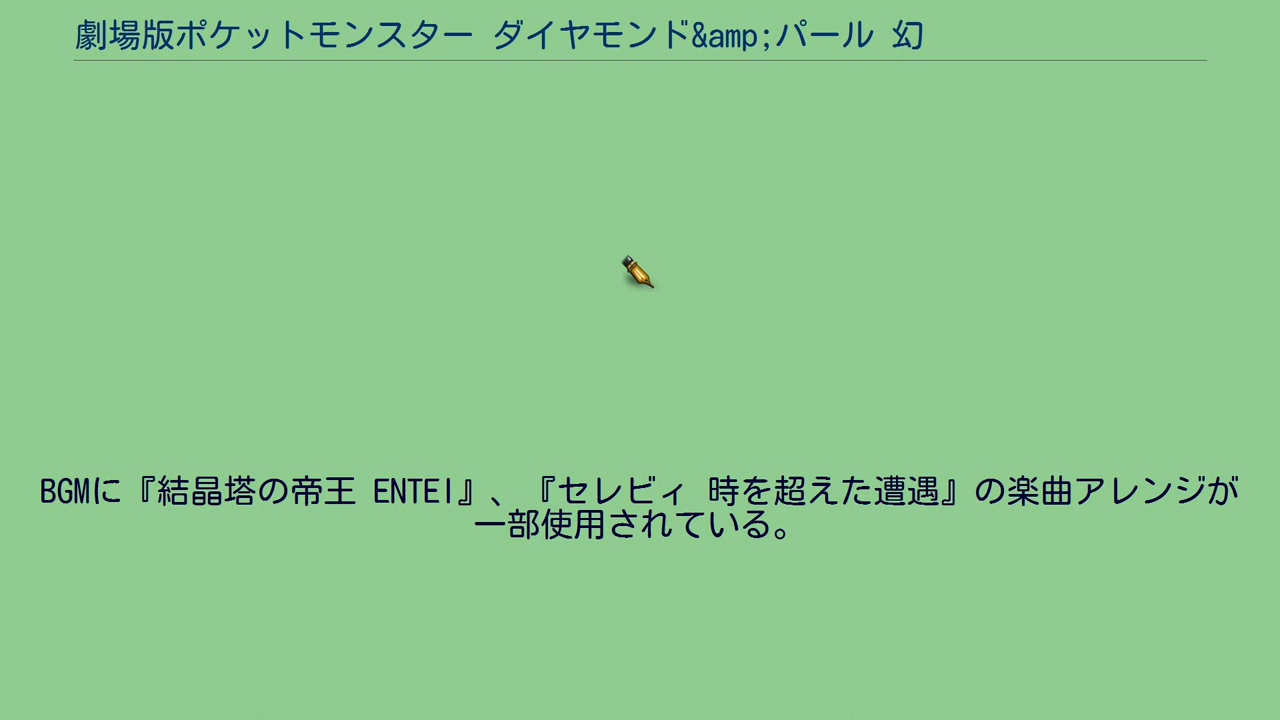 劇場版ポケットモンスター ダイヤモンド&amp;パール 幻
BGMに『結晶塔の帝王 ENTEI』、『セレビィ 時を超えた遭遇』の楽曲アレンジが
一部使用されている。